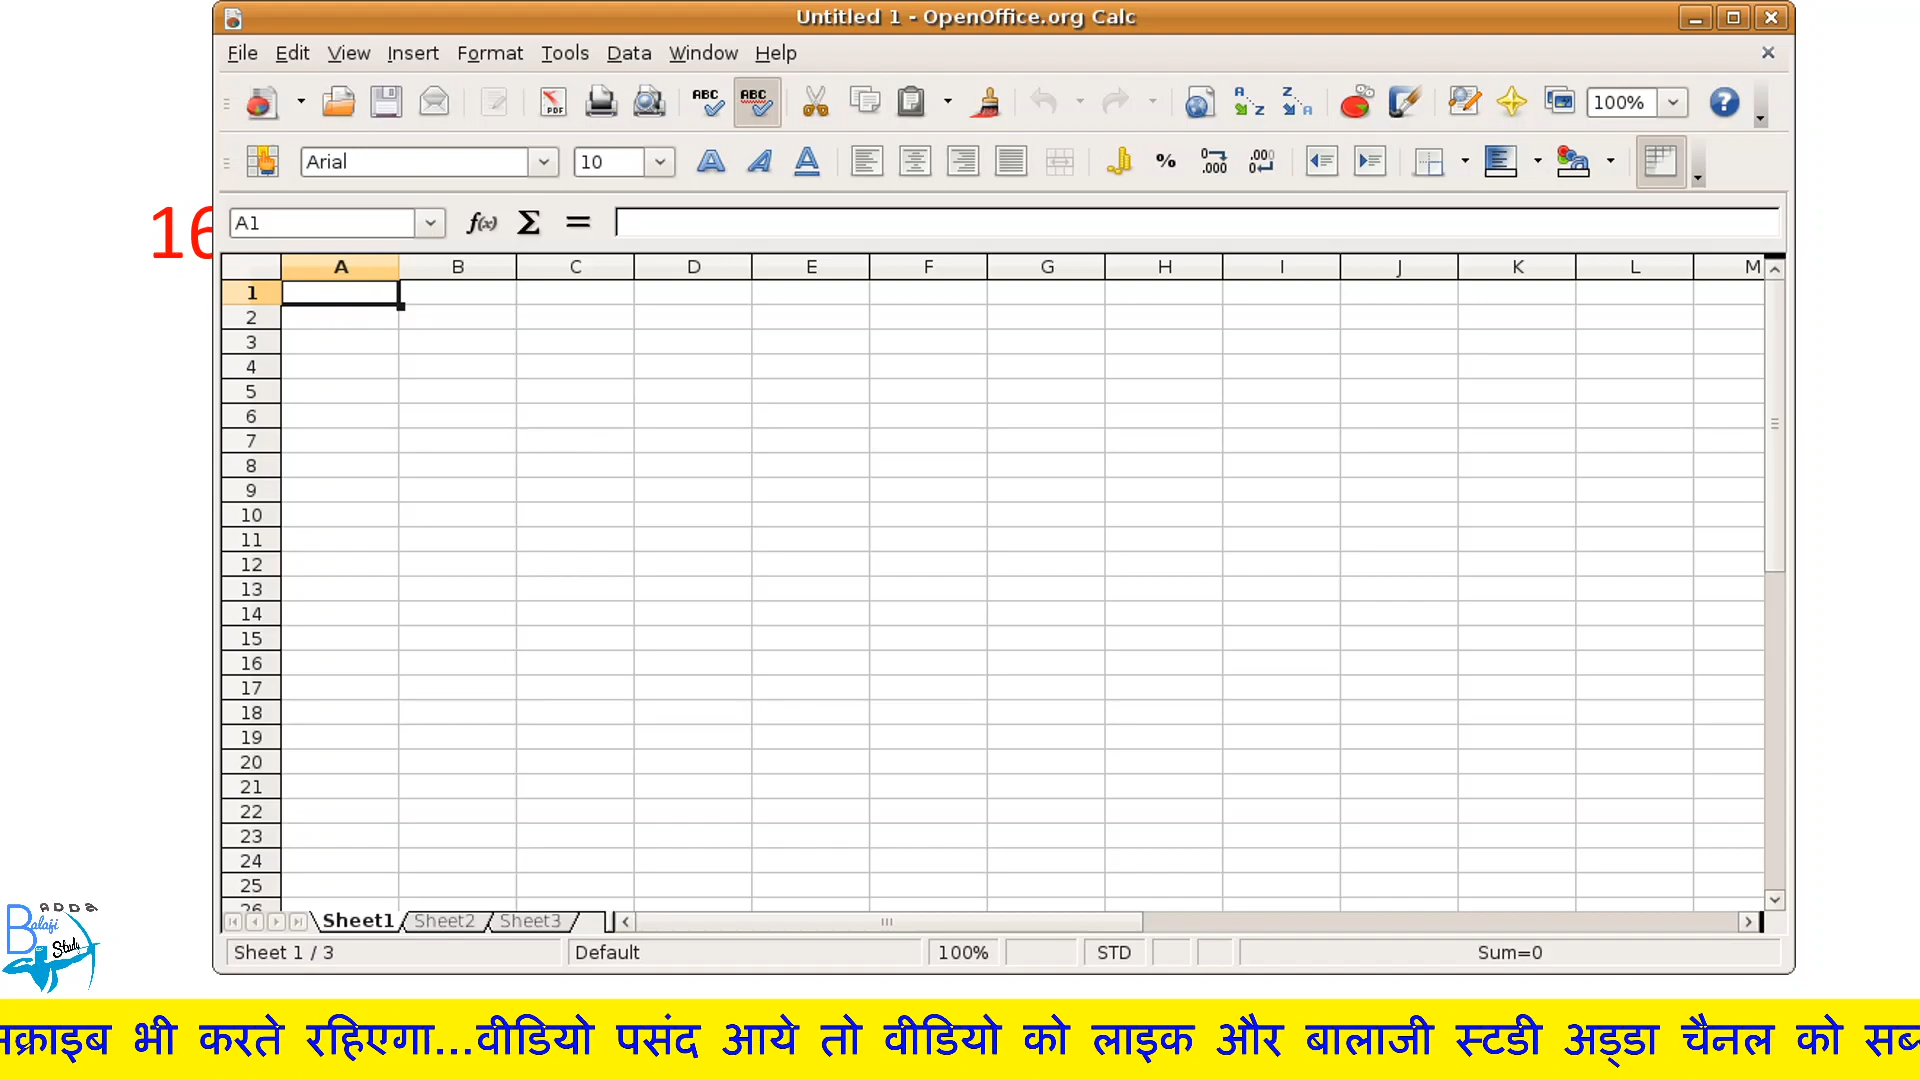 Untitled 1 - OpenOffice.org Calc
File Edit View Insert Format Tools Data Window Help
100%
Arial 10
16
A1
A B C D E F G H I J K L M
1
2
3
4
5
6
7
8
9
10
11
12
13
14
15
16
17
18
19
20
21
22
23
24
25
26
Sheet1 Sheet2 Sheet3
Sheet 1 / 3 Default 100% STD Sum=0
ADDA
Balaji
Study
भी करते रहिएगा...वीडियो पसंद आये तो वीडियो को लाइक और बालाजी स्टडी अड्डा चैनल को